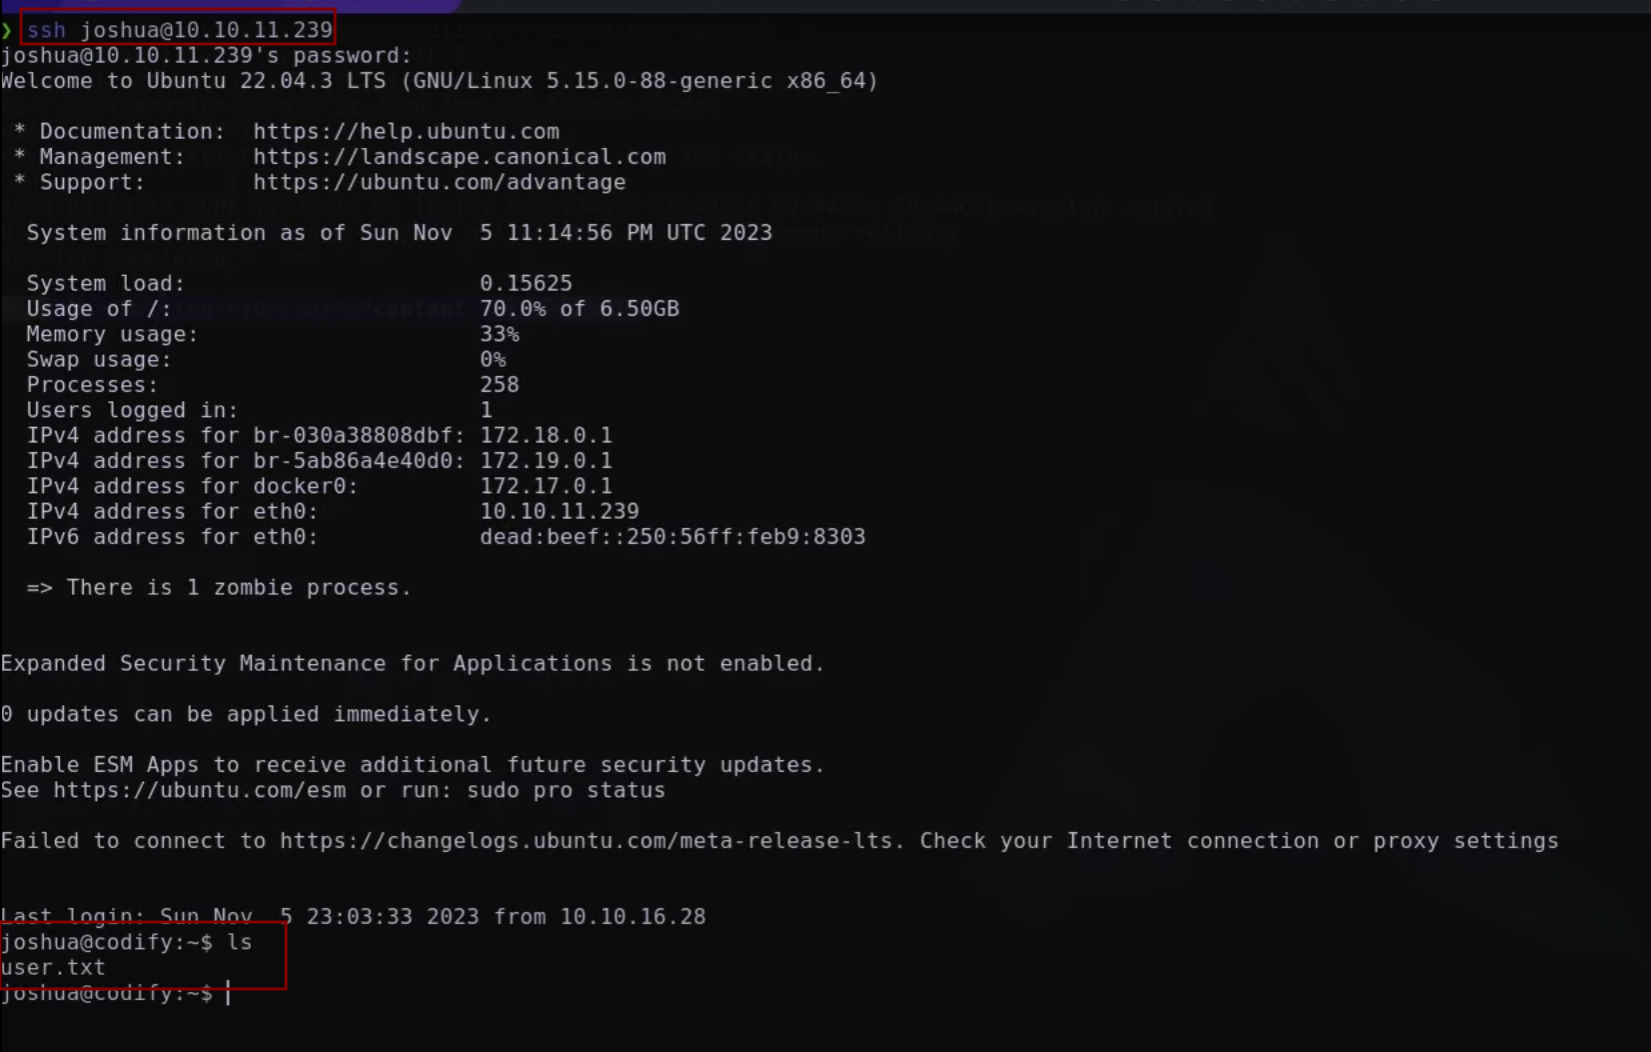 ❯ ssh joshua@10.10.11.239
joshua@10.10.11.239's password:
Welcome to Ubuntu 22.04.3 LTS (GNU/Linux 5.15.0-88-generic x86_64)
* Documentation:  https://help.ubuntu.com
* Management:     https://landscape.canonical.com
* Support:        https://ubuntu.com/advantage
System information as of Sun Nov  5 11:14:56 PM UTC 2023
System load:                      0.15625
Usage of /:                       70.0% of 6.50GB
Memory usage:                     33%
Swap usage:                       0%
Processes:                        258
Users logged in:                  1
IPv4 address for br-030a38808dbf: 172.18.0.1
IPv4 address for br-5ab86a4e40d0: 172.19.0.1
IPv4 address for docker0:         172.17.0.1
IPv4 address for eth0:            10.10.11.239
IPv6 address for eth0:            dead:beef::250:56ff:feb9:8303
=> There is 1 zombie process.
Expanded Security Maintenance for Applications is not enabled.
0 updates can be applied immediately.
Enable ESM Apps to receive additional future security updates.
See https://ubuntu.com/esm or run: sudo pro status
Failed to connect to https://changelogs.ubuntu.com/meta-release-lts. Check your Internet connection or proxy settings
Last login: Sun Nov  5 23:03:33 2023 from 10.10.16.28
joshua@codify:~$ ls
user.txt
joshua@codify:~$